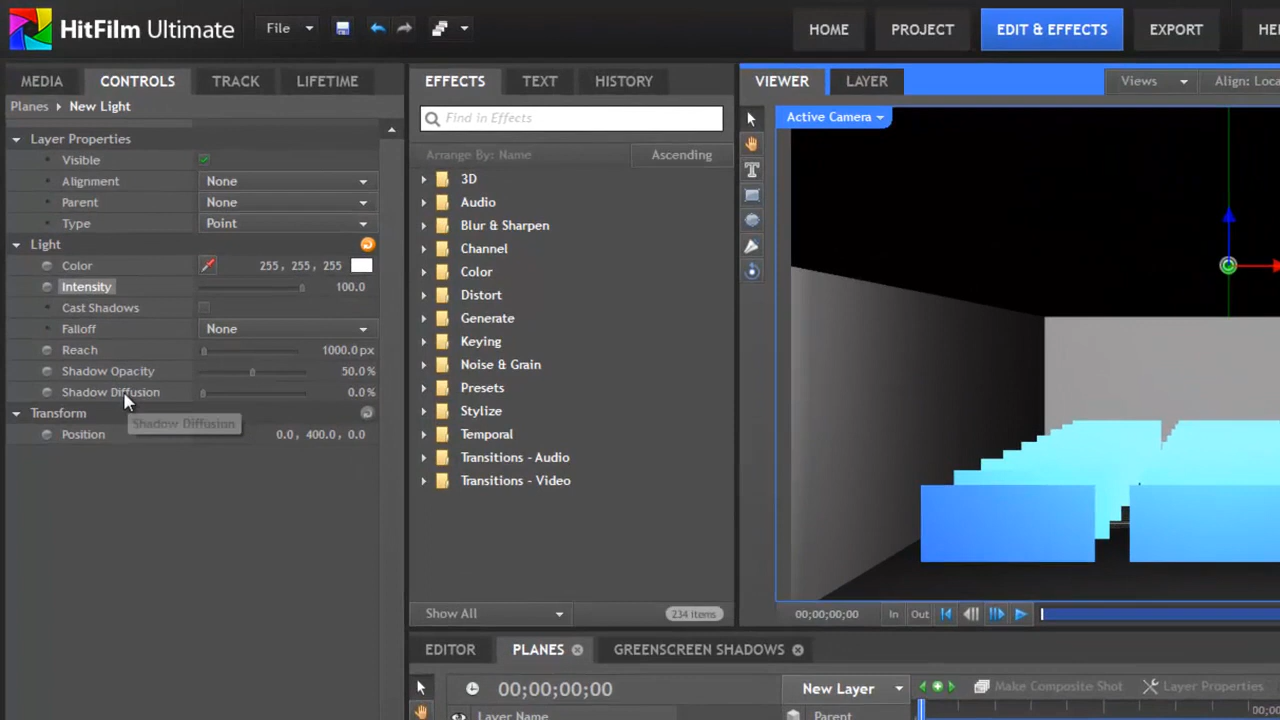 HitFilm Ultimate
File
HOME
PROJECT
EDIT & EFFECTS
EXPORT
MEDIA
CONTROLS
TRACK
LIFETIME
Planes
New Light
Layer Properties
Visible
Alignment None
Parent None
Type Point
Light
Color 255, 255, 255
Intensity 100.0
Cast Shadows
Falloff None
Reach 1000.0 px
Shadow Opacity 50.0 %
Shadow Diffusion 0.0 %
Transform
Shadow Diffusion
Position 0.0, 400.0, 0.0
EFFECTS
TEXT
HISTORY
Find in Effects
Arrange By: Name
Ascending
3D
Audio
Blur & Sharpen
Channel
Color
Distort
Generate
Keying
Noise & Grain
Presets
Stylize
Temporal
Transitions - Audio
Transitions - Video
Show All
234 items
VIEWER
LAYER
Views
Align:
Active Camera
00;00;00;00
In
Out
EDITOR
PLANES
GREENSCREEN SHADOWS
00;00;00;00
New Layer
Make Composite Shot
Layer Properties
Layer Name
Parent